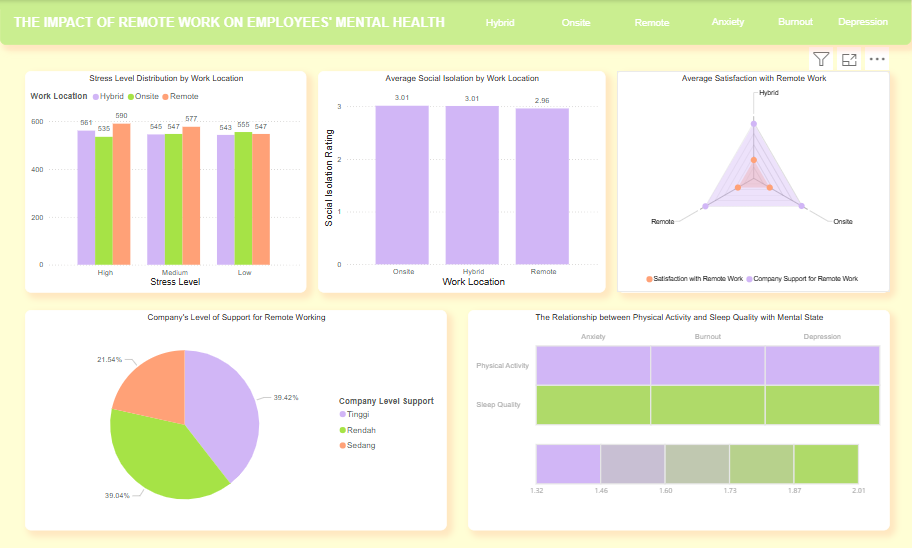 THE IMPACT OF REMOTE WORK ON EMPLOYEES' MENTAL HEALTH
Hybrid Onsite Remote Anxiety Burnout Depression
Stress Level Distribution by Work Location
Work Location Hybrid Onsite Remote
600
400
200
0
561 535 590
545 547 577
543 555 547
High Medium Low
Stress Level
Average Social Isolation by Work Location
Social Isolation Rating
3
2
1
0
3.01 3.01 2.96
Onsite Hybrid Remote
Work Location
Average Satisfaction with Remote Work
Hybrid
Remote Onsite
Satisfaction with Remote Work Company Support for Remote Work
Company's Level of Support for Remote Working
21.54%
39.42%
39.04%
Company Level Support
Tinggi
Rendah
Sedang
The Relationship between Physical Activity and Sleep Quality with Mental State
Anxiety Burnout Depression
Physical Activity
Sleep Quality
1.32 1.46 1.60 1.73 1.87 2.01